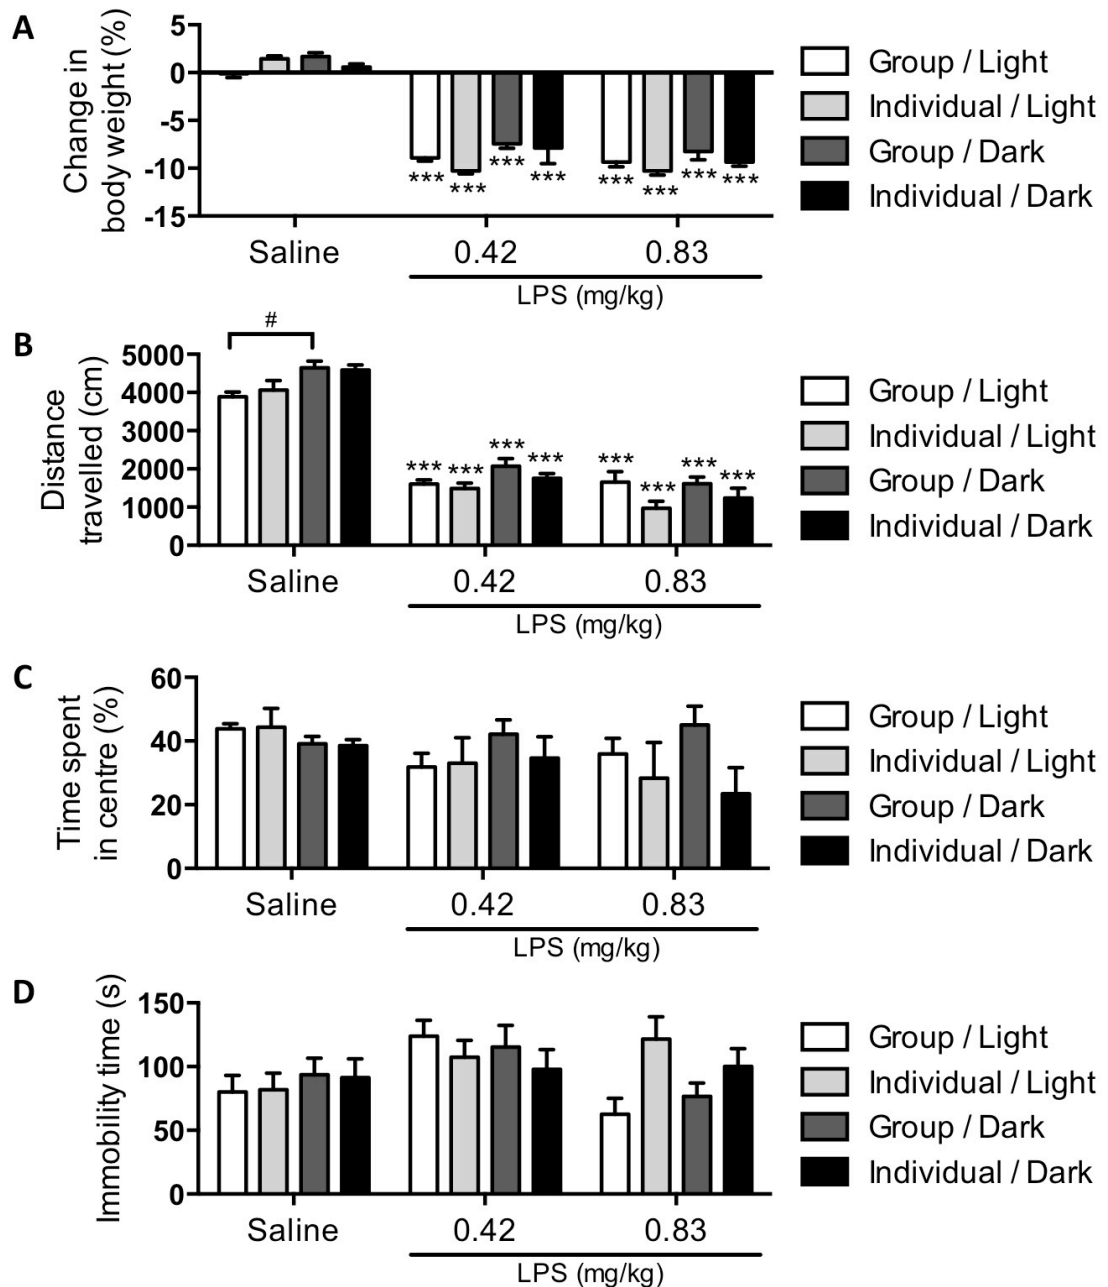 A
Change in
body weight (%)
5
0
-5
-10
-15
*** *** *** *** *** *** *** ***
Saline 0.42 0.83
LPS (mg/kg)
Group / Light
Individual / Light
Group / Dark
Individual / Dark
B
Distance
travelled (cm)
5000
4000
3000
2000
1000
0
#
*** *** *** *** *** *** *** ***
Saline 0.42 0.83
LPS (mg/kg)
Group / Light
Individual / Light
Group / Dark
Individual / Dark
C
Time spent
in centre (%)
60
40
20
0
Saline 0.42 0.83
LPS (mg/kg)
Group / Light
Individual / Light
Group / Dark
Individual / Dark
D
Immobility time (s)
150
100
50
0
Saline 0.42 0.83
LPS (mg/kg)
Group / Light
Individual / Light
Group / Dark
Individual / Dark